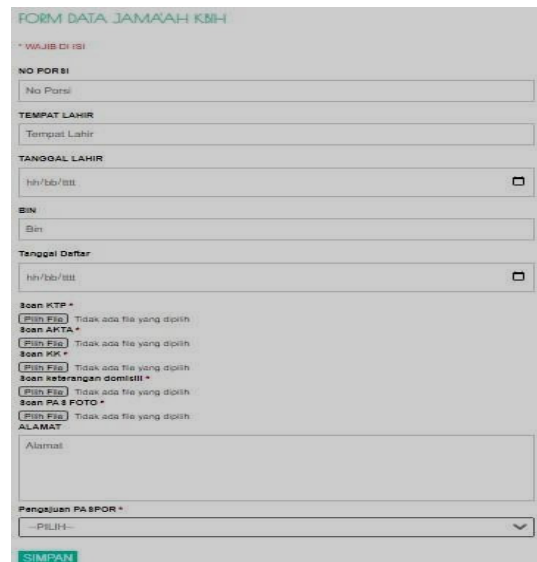 FORM DATA JAMA'AH KBIH
* WAJIB DI ISI
NO PORSI
No Porsi
TEMPAT LAHIR
Tempat Lahir
TANGGAL LAHIR
hh/bb/tttt
BIN
Bin
Tanggal Daftar
hh/bb/tttt
Scan KTP *
Pilih File Tidak ada file yang dipilih
Scan AKTA *
Pilih File Tidak ada file yang dipilih
Scan KK *
Pilih File Tidak ada file yang dipilih
Scan keterangan domisili *
Pilih File Tidak ada file yang dipilih
Scan PAS FOTO *
Pilih File Tidak ada file yang dipilih
ALAMAT
Alamat
Pengajuan PASPOR *
--PILIH--
SIMPAN